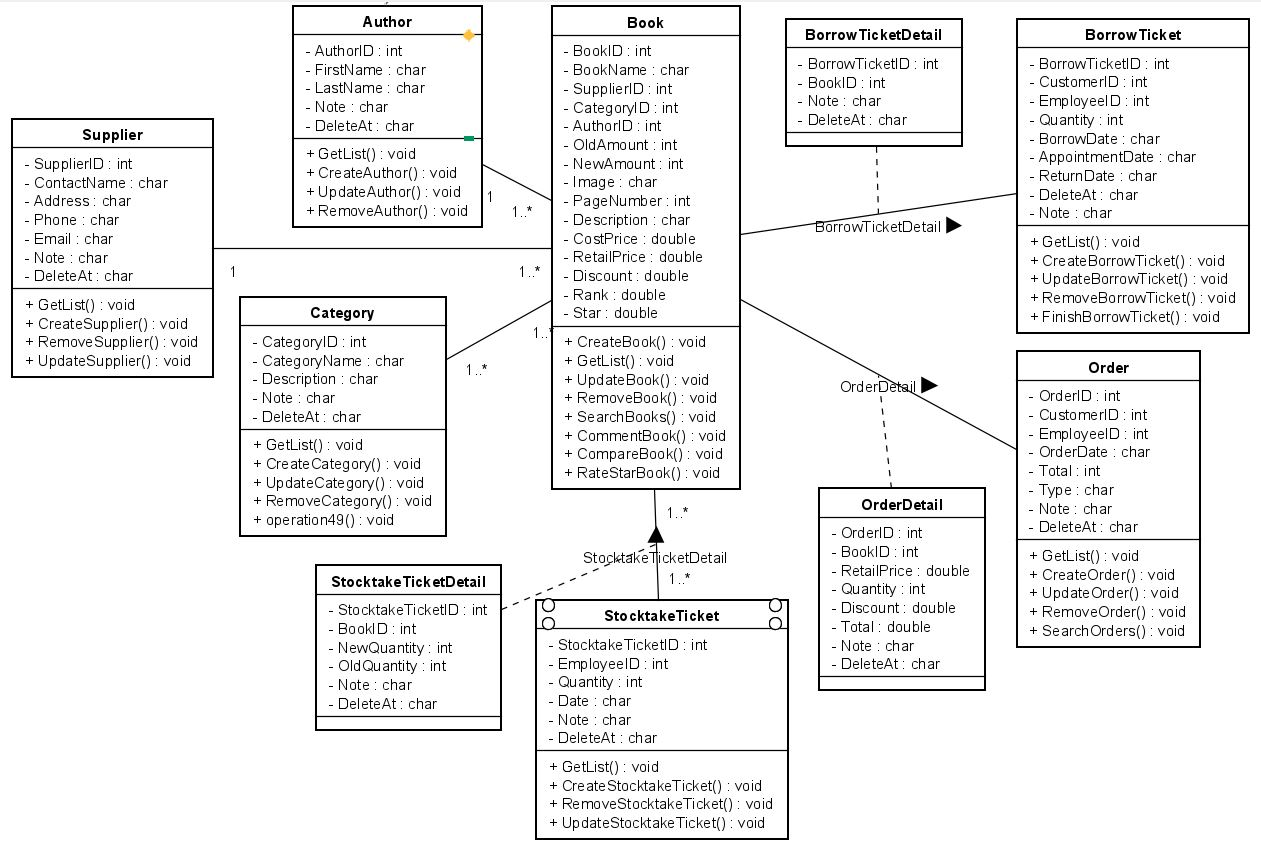 Author
- AuthorID : int
- FirstName : char
- LastName : char
- Note : char
- DeleteAt : char
+ GetList() : void
+ CreateAuthor() : void
+ UpdateAuthor() : void
+ RemoveAuthor() : void
Book
- BookID : int
- BookName : char
- SupplierID : int
- CategoryID : int
- AuthorID : int
- OldAmount : int
- NewAmount : int
- Image : char
- PageNumber : int
- Description : char
- CostPrice : double
- RetailPrice : double
- Discount : double
- Rank : double
- Star : double
+ CreateBook() : void
+ GetList() : void
+ UpdateBook() : void
+ RemoveBook() : void
+ SearchBooks() : void
+ CommentBook() : void
+ CompareBook() : void
+ RateStarBook() : void
BorrowTicketDetail
- BorrowTicketID : int
- BookID : int
- Note : char
- DeleteAt : char
BorrowTicket
- BorrowTicketID : int
- CustomerID : int
- EmployeeID : int
- Quantity : int
- BorrowDate : char
- AppointmentDate : char
- ReturnDate : char
- DeleteAt : char
- Note : char
+ GetList() : void
+ CreateBorrowTicket() : void
+ UpdateBorrowTicket() : void
+ RemoveBorrowTicket() : void
+ FinishBorrowTicket() : void
Supplier
- SupplierID : int
- ContactName : char
- Address : char
- Phone : char
- Email : char
- Note : char
- DeleteAt : char
+ GetList() : void
+ CreateSupplier() : void
+ RemoveSupplier() : void
+ UpdateSupplier() : void
1
1..*
BorrowTicketDetail
1
1..*
Category
- CategoryID : int
- CategoryName : char
- Description : char
- Note : char
- DeleteAt : char
+ GetList() : void
+ CreateCategory() : void
+ UpdateCategory() : void
+ RemoveCategory() : void
+ operation49() : void
1..*
1..*
OrderDetail
Order
- OrderID : int
- CustomerID : int
- EmployeeID : int
- OrderDate : char
- Total : int
- Type : char
- Note : char
- DeleteAt : char
+ GetList() : void
+ CreateOrder() : void
+ UpdateOrder() : void
+ RemoveOrder() : void
+ SearchOrders() : void
OrderDetail
- OrderID : int
- BookID : int
- RetailPrice : double
- Quantity : int
- Discount : double
- Total : double
- Note : char
- DeleteAt : char
1..*
StocktakeTicketDetail
1..*
StocktakeTicketDetail
- StocktakeTicketID : int
- BookID : int
- NewQuantity : int
- OldQuantity : int
- Note : char
- DeleteAt : char
StocktakeTicket
- StocktakeTicketID : int
- EmployeeID : int
- Quantity : int
- Date : char
- Note : char
- DeleteAt : char
+ GetList() : void
+ CreateStocktakeTicket() : void
+ RemoveStocktakeTicket() : void
+ UpdateStocktakeTicket() : void